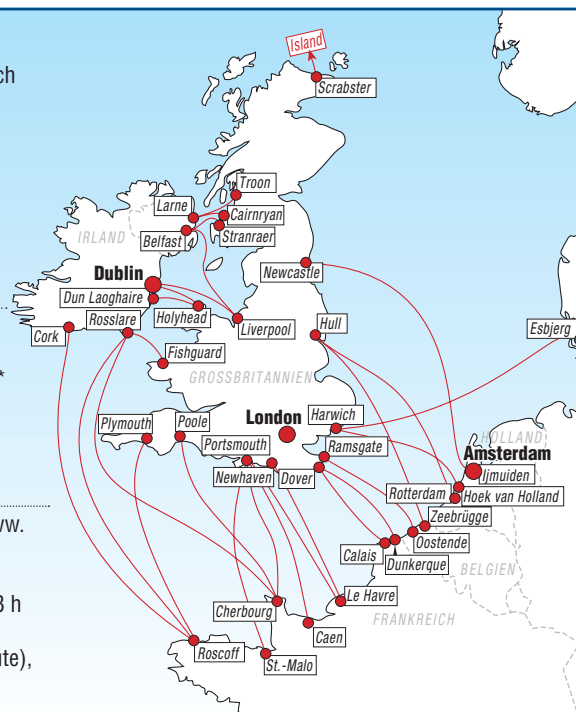 Island
ch
Scrabster
Troon
Larne
Cairnryan
IRLAND
Belfast
Stranraer
Dublin
Newcastle
Dun Laoghaire
Rosslare
Holyhead
Liverpool
Hull
Esbjerg
Cork
Fishguard
*
GROSSBRITANNIEN
Plymouth
Poole
London
Harwich
Portsmouth
Ramsgate
HOLLAND
Amsterdam
Newhaven
Dover
Ijmuiden
Rotterdam
Hoek van Holland
Zeebrügge
ww.
Oostende
Calais
Dunkerque
BELGIEN
3 h
Le Havre
Cherbourg
FRANKREICH
Caen
Roscoff
St.-Malo
te),